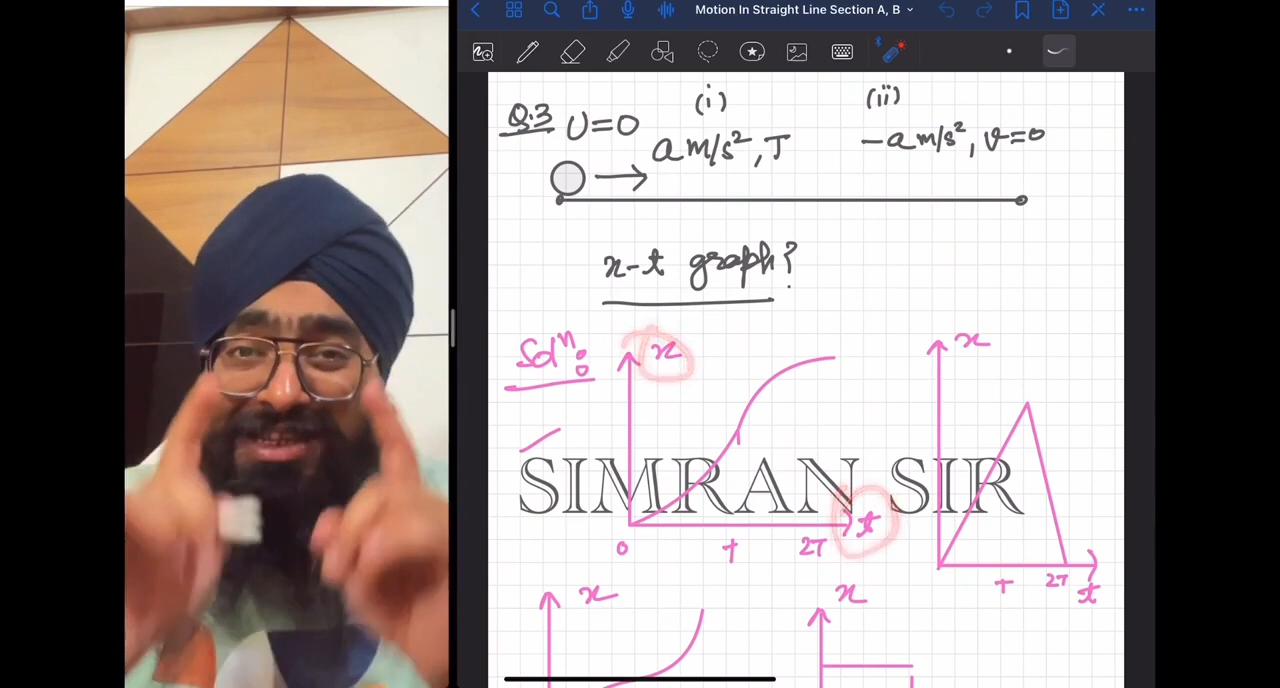 Motion In Straight Line Section A, B
Q.3 U=0 (i) (ii)
a m/s², T -a m/s², v=0
x-t graph?
Solⁿ:
x x
SIMRAN SIR
t
0 T 2T
T 2T t
x x